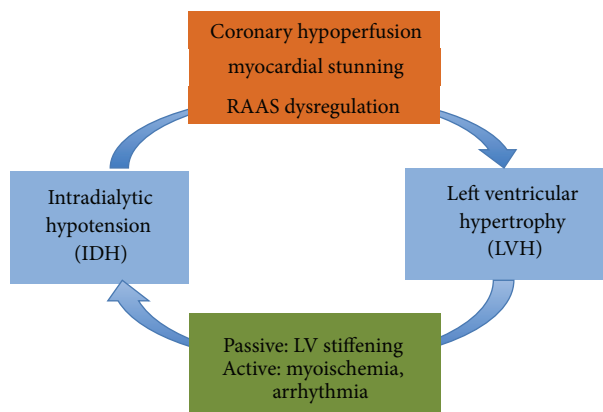 Coronary hypoperfusion
myocardial stunning
RAAS dysregulation
Intradialytic
hypotension
(IDH)
Left ventricular
hypertrophy
(LVH)
Passive: LV stiffening
Active: myoischemia,
arrhythmia